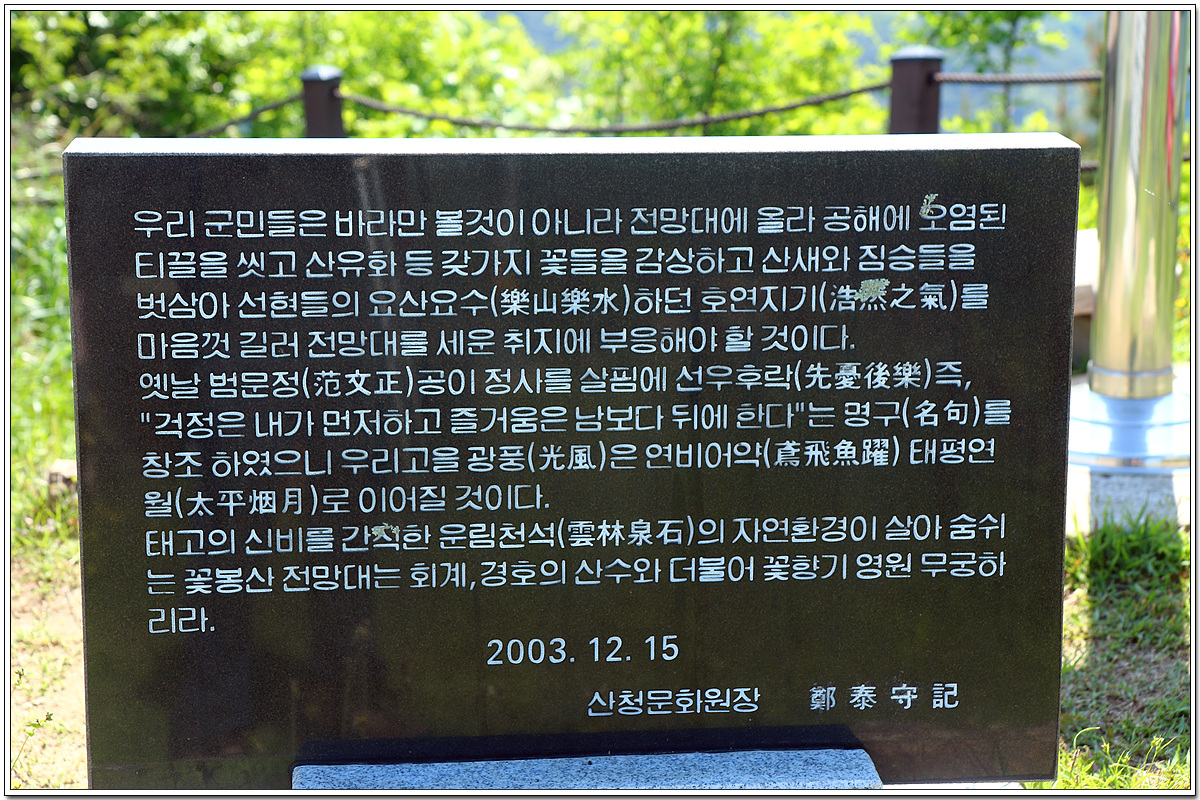 우리 군민들은 바라만 볼것이 아니라 전망대에 올라 공해에 오염된
티끌을 씻고 산유화 등 갖가지 꽃들을 감상하고 산새와 짐승들을
벗삼아 선현들의 요산요수(樂山樂水)하던 호연지기(浩然之氣)를
마음껏 길러 전망대를 세운 취지에 부응해야 할 것이다.
옛날 범문정(范文正)공이 정사를 살핌에 선우후락(先憂後樂)즉,
"걱정은 내가 먼저하고 즐거움은 남보다 뒤에 한다"는 명구(名句)를
창조 하였으니 우리고을 광풍(光風)은 연비어약(鳶飛魚躍) 태평연
월(太平烟月)로 이어질 것이다.
태고의 신비를 간직한 운림천석(雲林泉石)의 자연환경이 살아 숨쉬
는 꽃봉산 전망대는 회계,경호의 산수와 더불어 꽃향기 영원 무궁하
리라.
2003. 12. 15
산청문화원장 鄭泰守 記